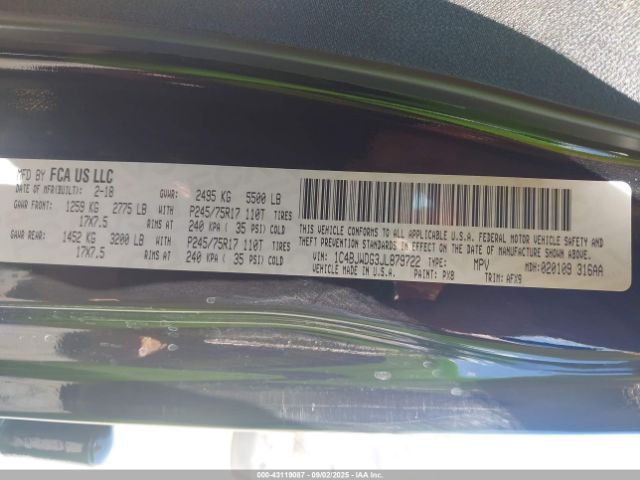 MFD BY FCA US LLC
DATE OF MFR(BUILT): 2-18 GVWR: 2495 KG 5500 LB
GAWR FRONT: 1259 KG 2775 LB WITH P245/75R17 110T TIRES
17X7.5 RIMS AT 240 KPA ( 35 PSI) COLD
GAWR REAR: 1452 KG 3200 LB WITH P245/75R17 110T TIRES
17X7.5 RIMS AT 240 KPA ( 35 PSI) COLD
THIS VEHICLE CONFORMS TO ALL APPLICABLE U.S.A. FEDERAL MOTOR VEHICLE SAFETY AND
THEFT PREVENTION STANDARDS IN EFFECT ON THE DATE OF MANUFACTURE SHOWN ABOVE.
VIN: 1C4BJWDG3JL879722 TYPE: MPV MDH: 020109 316AA
VEHICLE MADE IN U.S.A. PAINT: PX8 TRIM: AFX9
000-43119087 - 09/02/2025 - IAA, Inc.